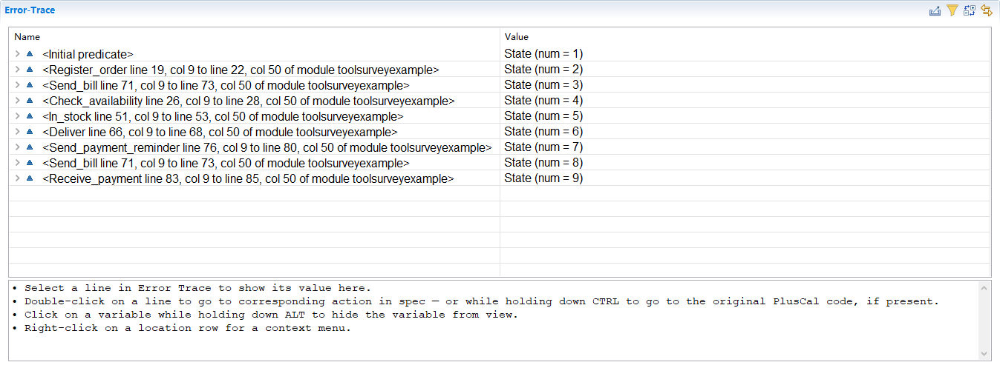 Error-Trace
Name Value
<Initial predicate> State (num = 1)
<Register_order line 19, col 9 to line 22, col 50 of module toolsurveyexample> State (num = 2)
<Send_bill line 71, col 9 to line 73, col 50 of module toolsurveyexample> State (num = 3)
<Check_availability line 26, col 9 to line 28, col 50 of module toolsurveyexample> State (num = 4)
<In_stock line 51, col 9 to line 53, col 50 of module toolsurveyexample> State (num = 5)
<Deliver line 66, col 9 to line 68, col 50 of module toolsurveyexample> State (num = 6)
<Send_payment_reminder line 76, col 9 to line 80, col 50 of module toolsurveyexample> State (num = 7)
<Send_bill line 71, col 9 to line 73, col 50 of module toolsurveyexample> State (num = 8)
<Receive_payment line 83, col 9 to line 85, col 50 of module toolsurveyexample> State (num = 9)
• Select a line in Error Trace to show its value here.
• Double-click on a line to go to corresponding action in spec — or while holding down CTRL to go to the original PlusCal code, if present.
• Click on a variable while holding down ALT to hide the variable from view.
• Right-click on a location row for a context menu.